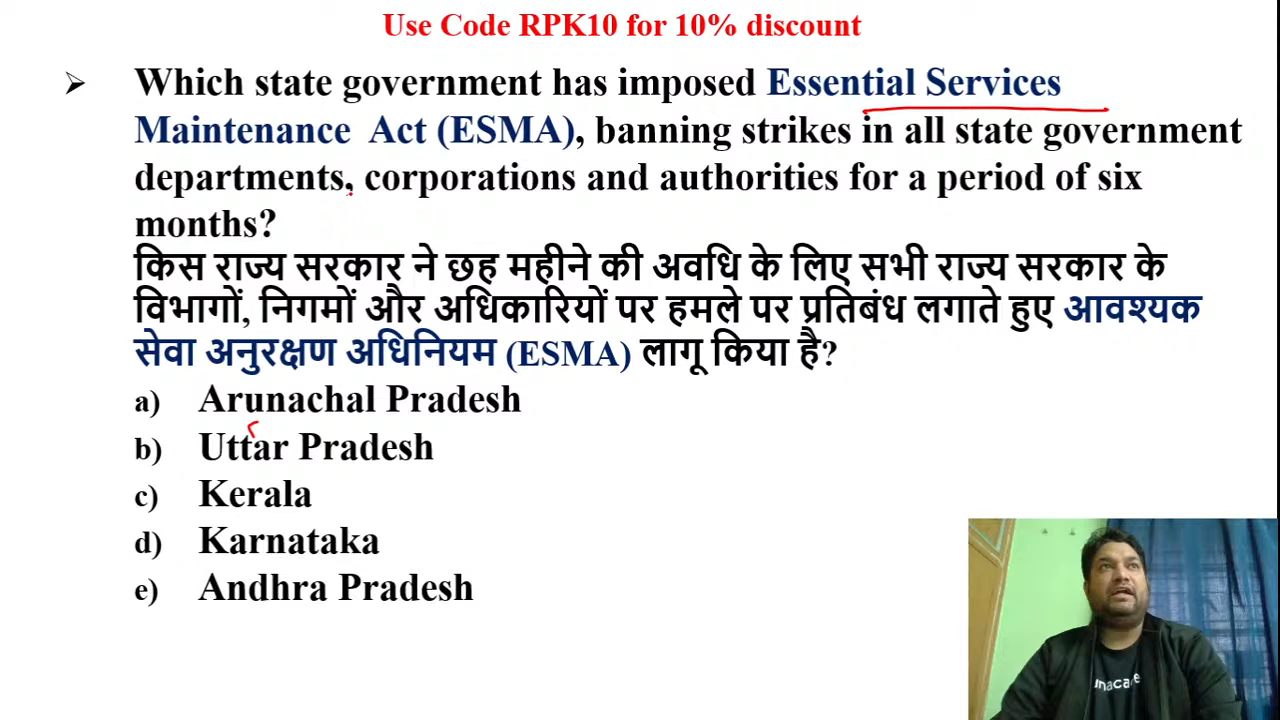 Use Code RPK10 for 10% discount
➢ Which state government has imposed Essential Services
Maintenance Act (ESMA), banning strikes in all state government
departments, corporations and authorities for a period of six
months?
किस राज्य सरकार ने छह महीने की अवधि के लिए सभी राज्य सरकार के
विभागों, निगमों और अधिकारियों पर हमले पर प्रतिबंध लगाते हुए आवश्यक
सेवा अनुरक्षण अधिनियम (ESMA) लागू किया है?
a) Arunachal Pradesh
b) Uttar Pradesh
c) Kerala
d) Karnataka
e) Andhra Pradesh